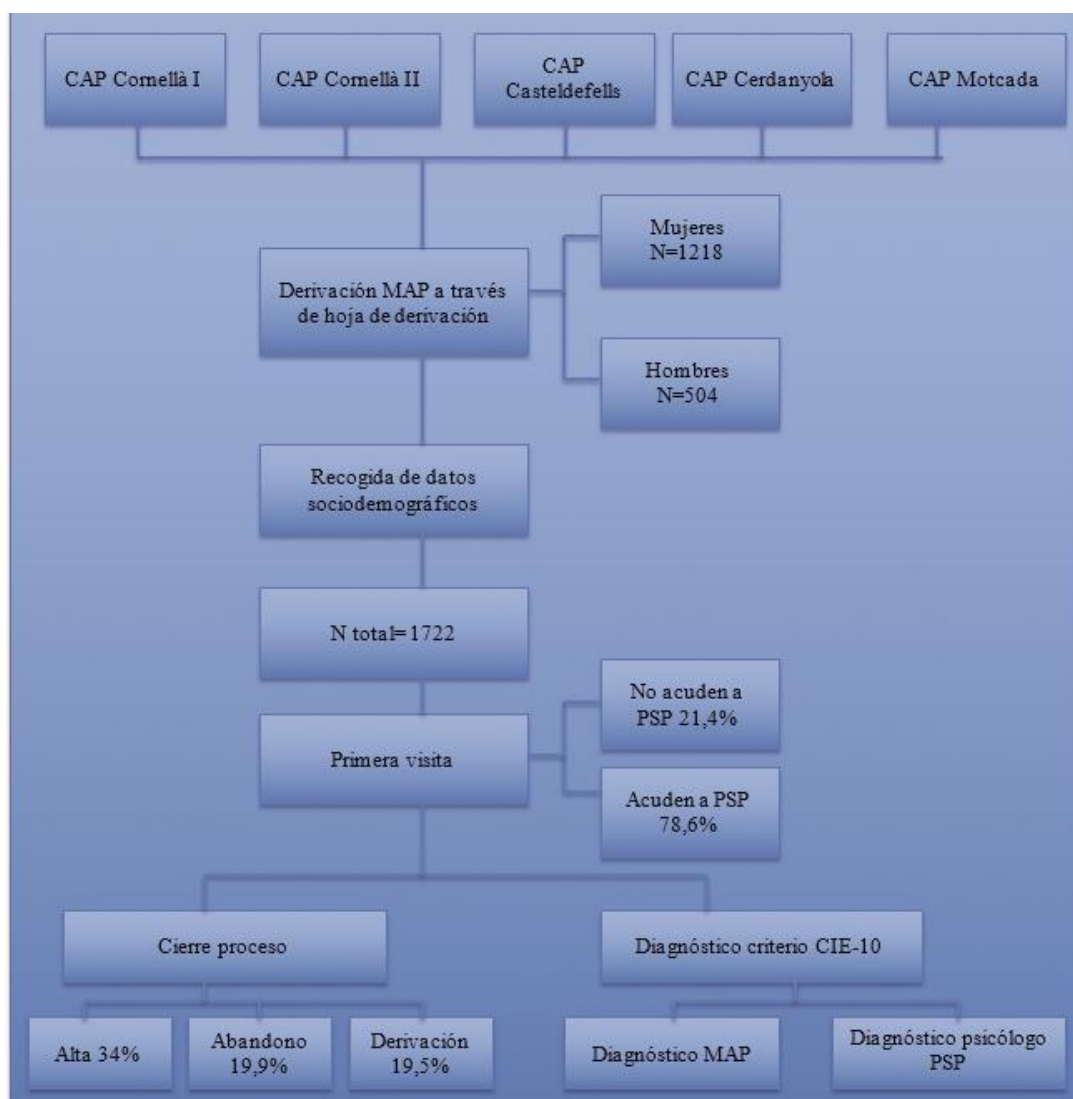 CAP Cornellà I
CAP Cornellà II
CAP
Casteldefells
CAP Cerdanyola
CAP Motcada
Mujeres
N=1218
Derivación MAP a través
de hoja de derivación
Hombres
N=504
Recogida de datos
sociodemográficos
N total=1722
No acuden a
PSP 21,4%
Primera visita
Acuden a PSP
78,6%
Cierre proceso
Diagnóstico criterio CIE-10
Alta 34%
Abandono
19,9%
Derivación
19,5%
Diagnóstico MAP
Diagnóstico psicólogo
PSP